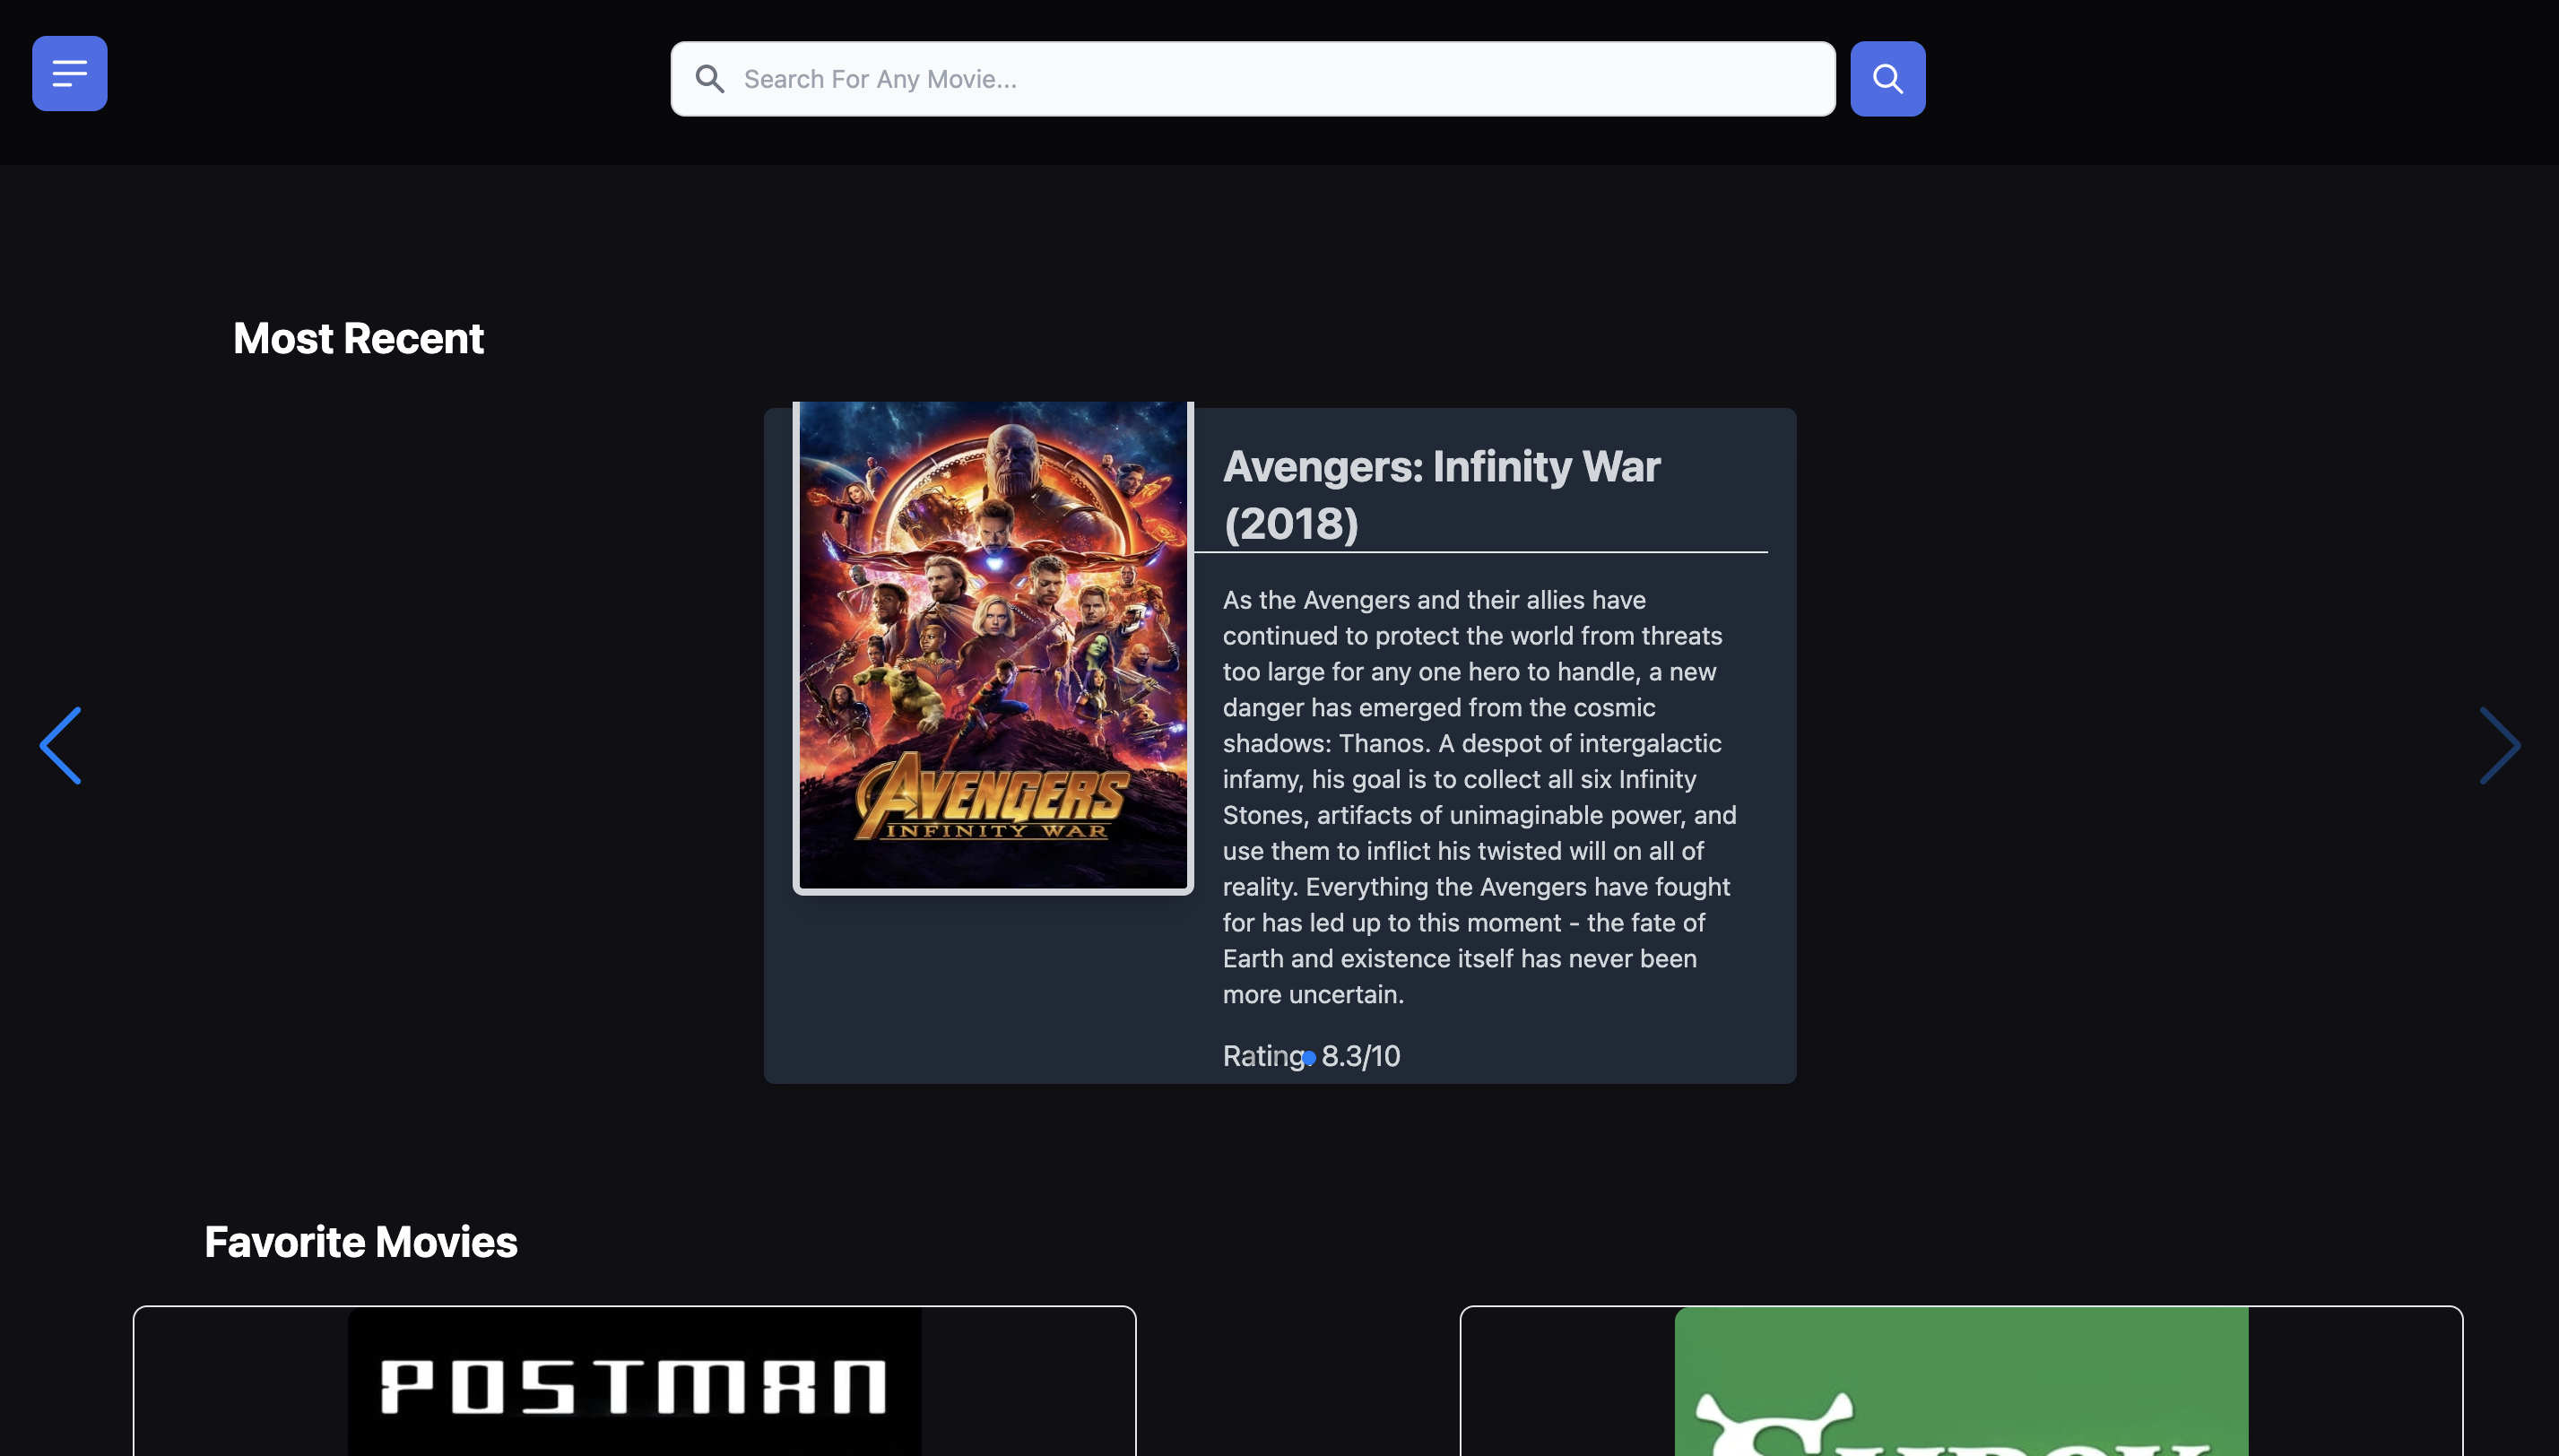 Search For Any Movie...
Most Recent
Avengers: Infinity War
(2018)
AVENGERS
INFINITY WAR
As the Avengers and their allies have
continued to protect the world from threats
too large for any one hero to handle, a new
danger has emerged from the cosmic
shadows: Thanos. A despot of intergalactic
infamy, his goal is to collect all six Infinity
Stones, artifacts of unimaginable power, and
use them to inflict his twisted will on all of
reality. Everything the Avengers have fought
for has led up to this moment - the fate of
Earth and existence itself has never been
more uncertain.
Rating: 8.3/10
Favorite Movies
POSTMAN